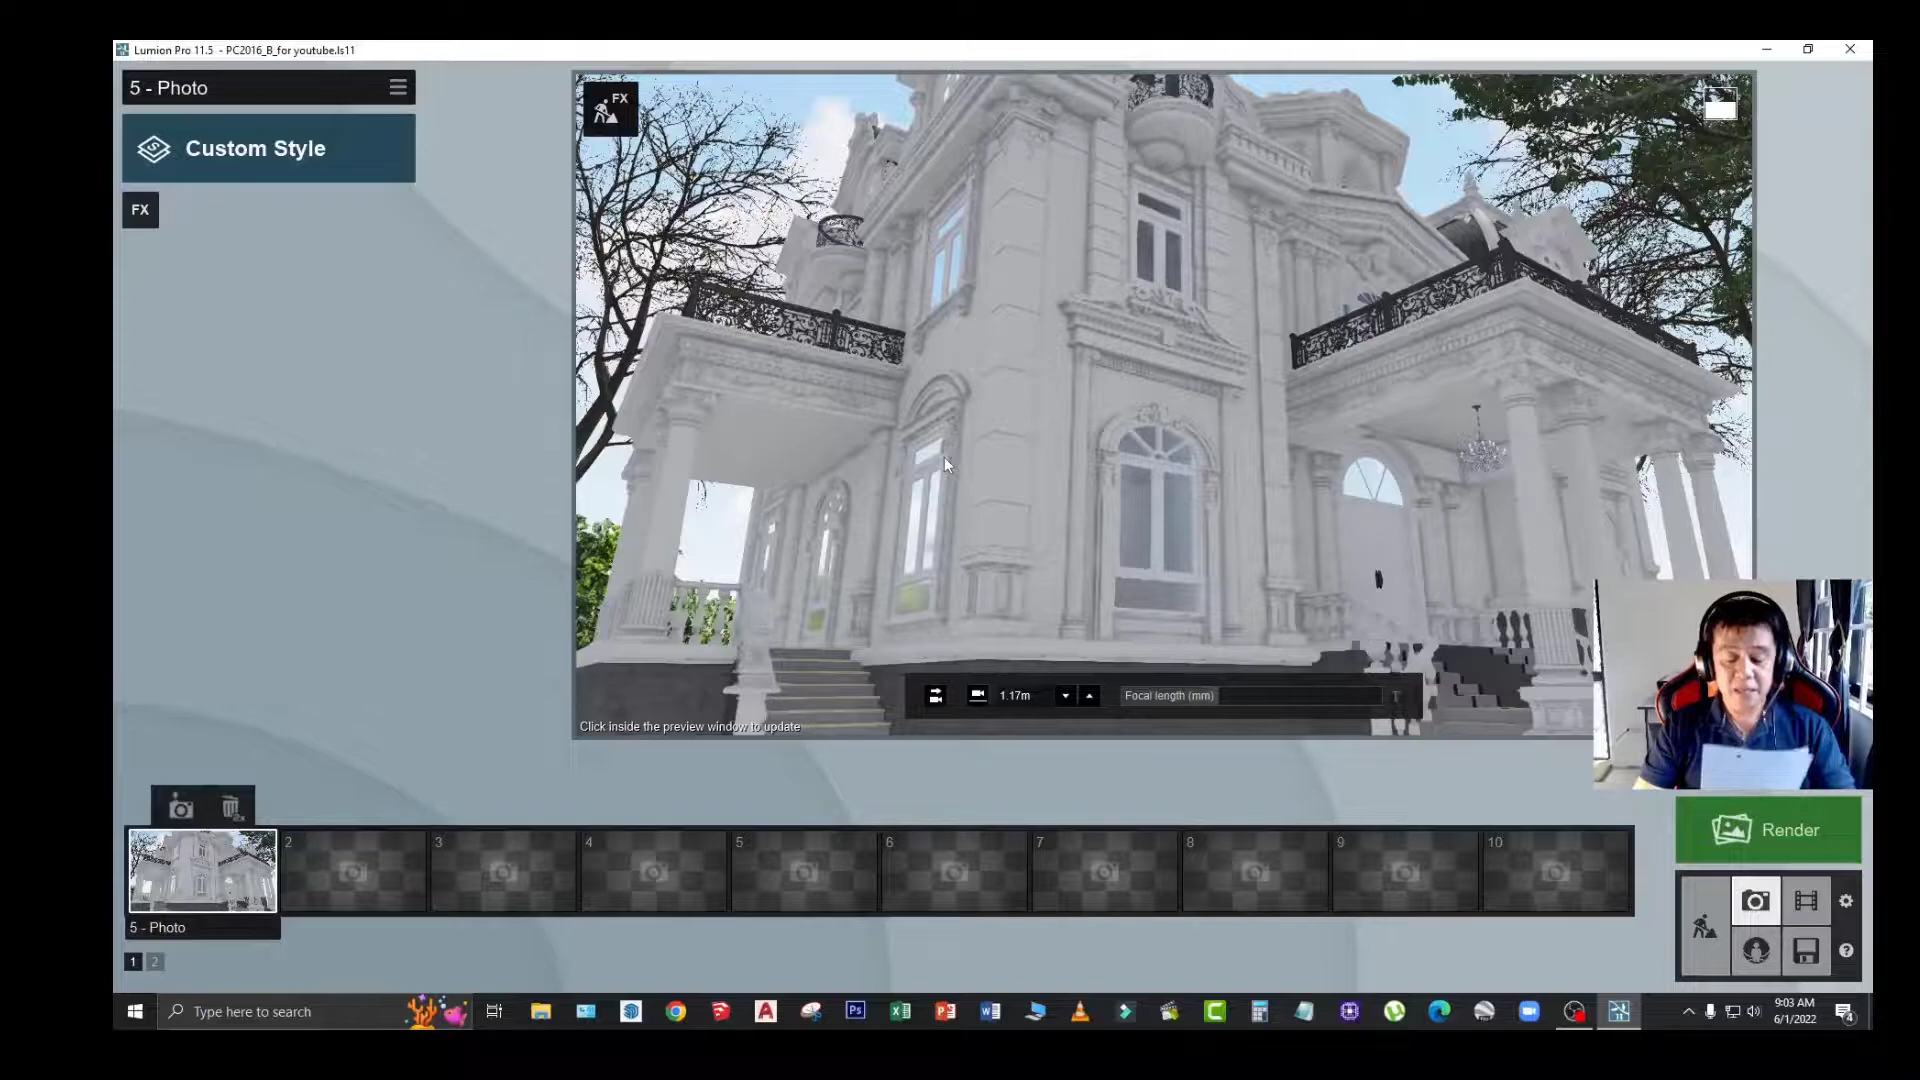 Lumion Pro 11.5 - PC2016_B_for youtube.ls11
5 - Photo
Custom Style
FX
FX
1.17m
Focal length (mm)
Click inside the preview window to update
2
3
4
5
6
7
8
9
10
Render
5 - Photo
1
2
Type here to search
9:03 AM
6/1/2022
4